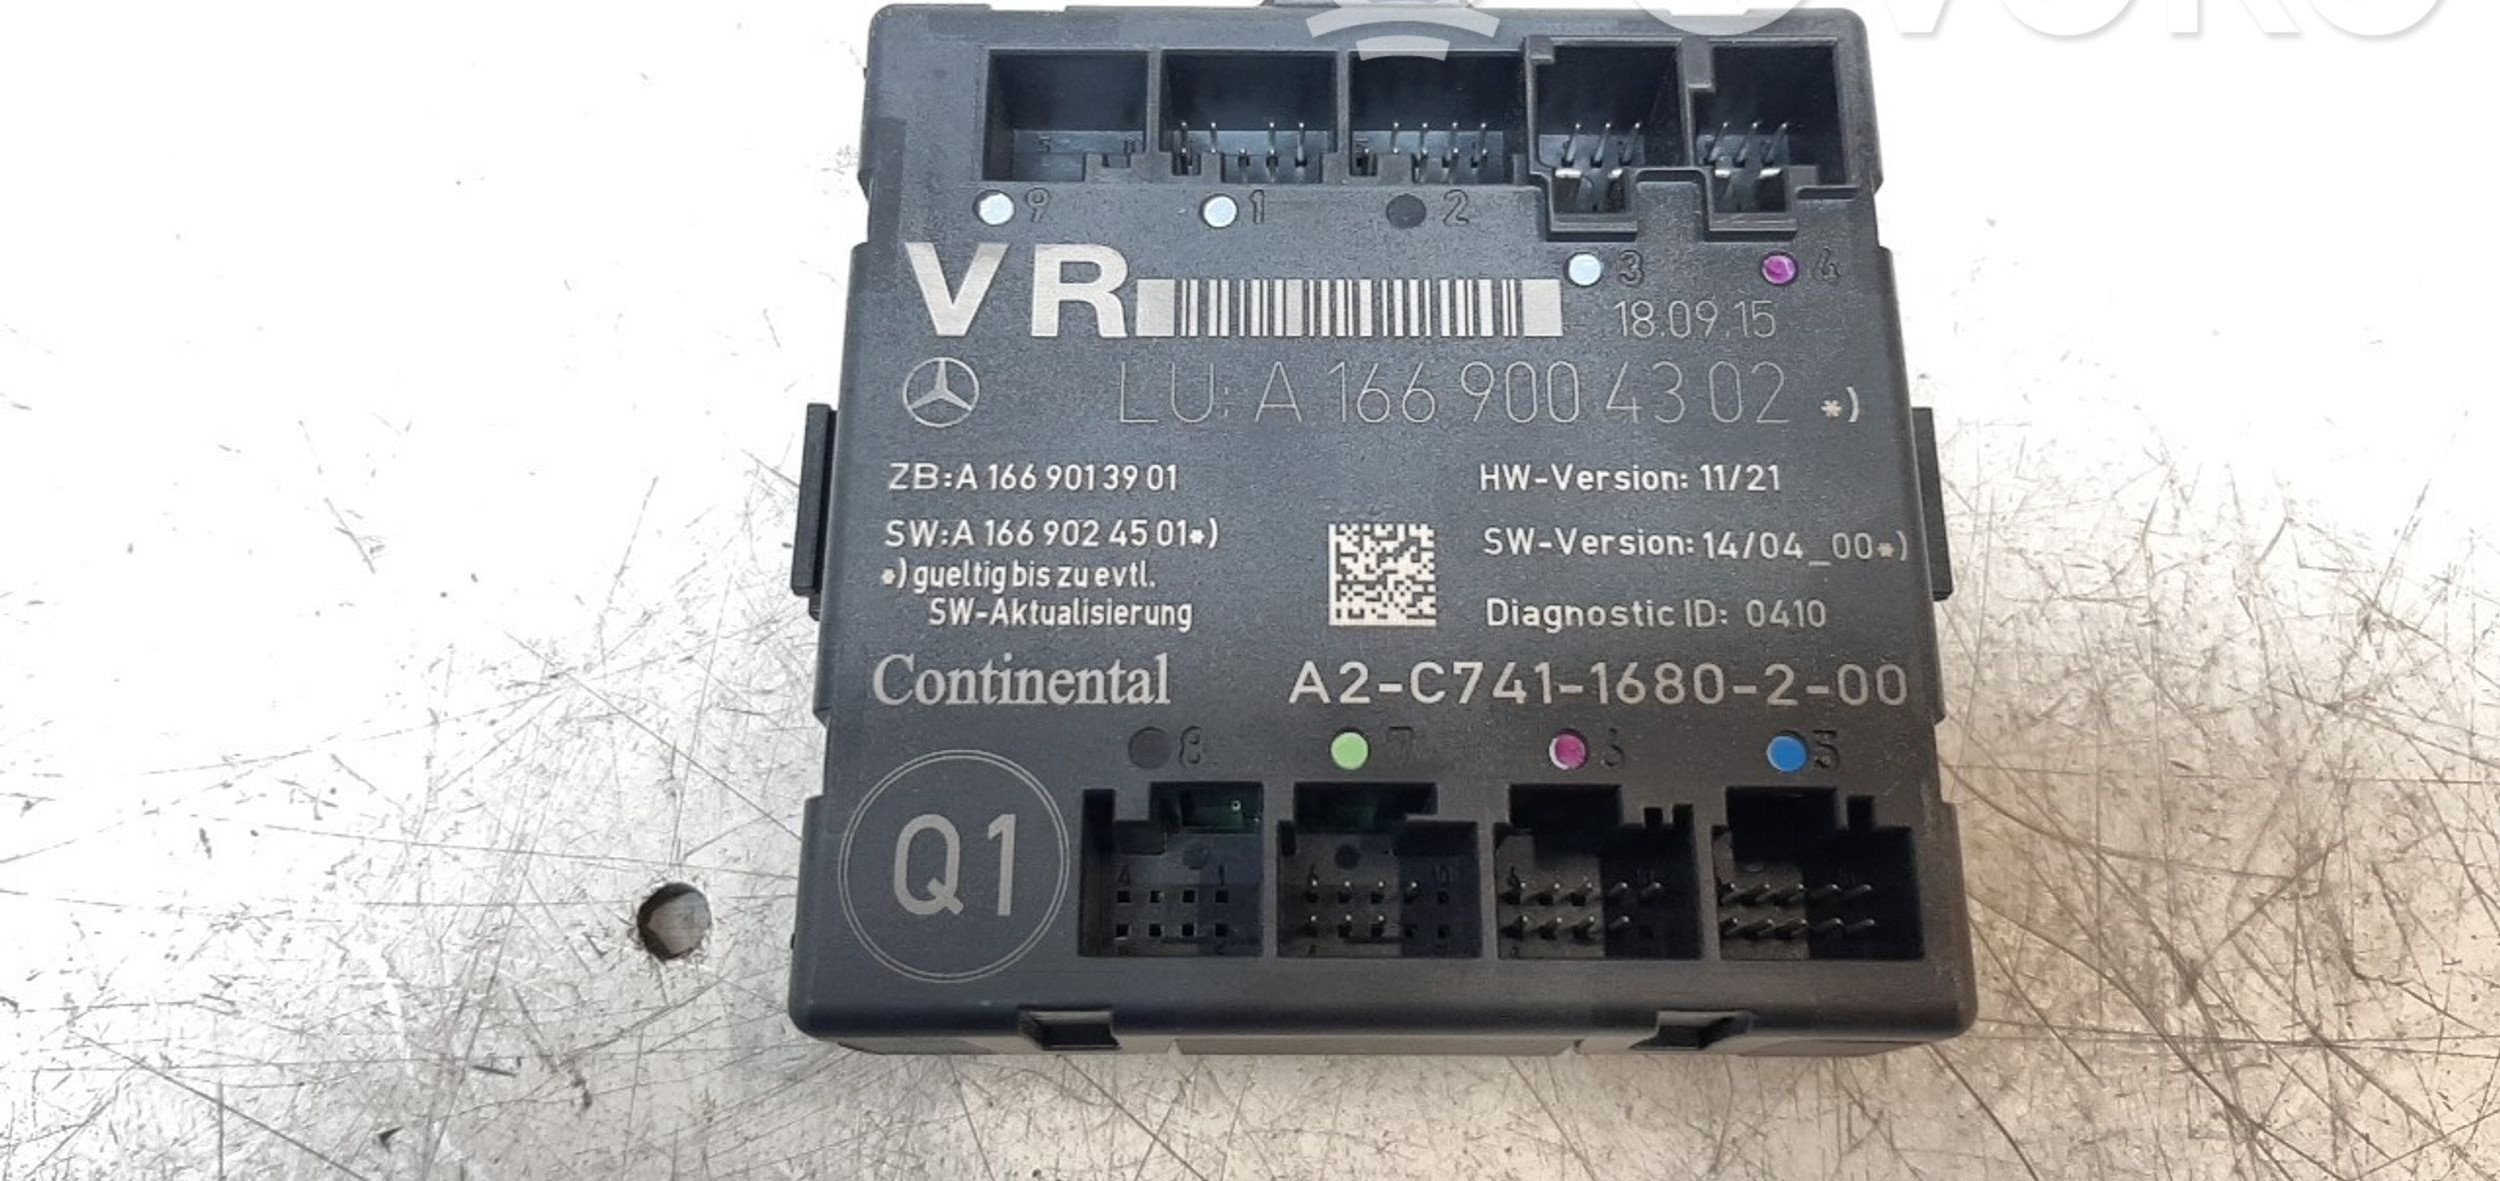 9 1 2
3 4
VR
18.09.15
LU: A 166 900 43 02 *)
ZB:A 166 901 39 01
HW-Version: 11/21
SW:A 166 902 45 01*)
SW-Version: 14/04_00*)
*) gueltig bis zu evtl.
SW-Aktualisierung
Diagnostic ID: 0410
Continental
A2-C741-1680-2-00
8 7 6 5
Q1